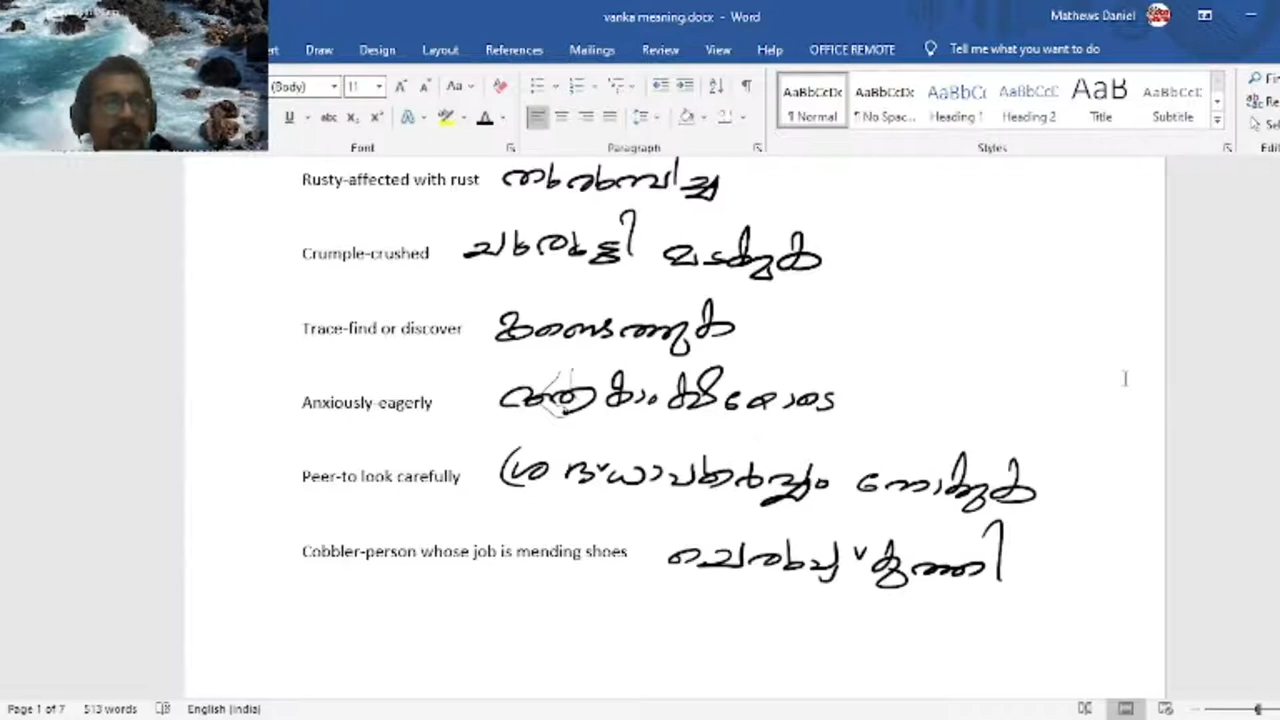 vanka meaning.docx - Word
Mathews Daniel
Draw Design Layout References Mailings Review View Help OFFICE REMOTE Tell me what you want to do
(Body) 11 Aa
AaBbCcDc AaBbCcDc AaBbCc AaBbCcC AaB AaBbCcC
¶ Normal ¶ No Spac... Heading 1 Heading 2 Title Subtitle
Font Paragraph Styles
Rusty-affected with rust തുരുമ്പിച്ച
Crumple-crushed ചുരുട്ടി മടക്കുക
Trace-find or discover കണ്ടെത്തുക
Anxiously-eagerly
Peer-to look carefully ശ്രദ്ധാപൂർവ്വം നോക്കുക
Cobbler-person whose job is mending shoes ചെരുപ്പ് കുത്തി
Page 1 of 7 513 words English (India)